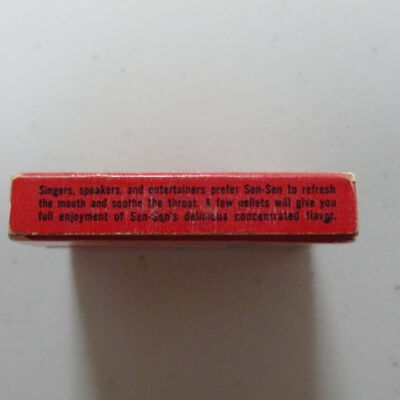 Singers, speakers, and entertainers prefer Sen-Sen to refresh
the mouth and soothe the throat. A few pellets will give you
full enjoyment of Sen-Sen's delicious concentrated flavor.